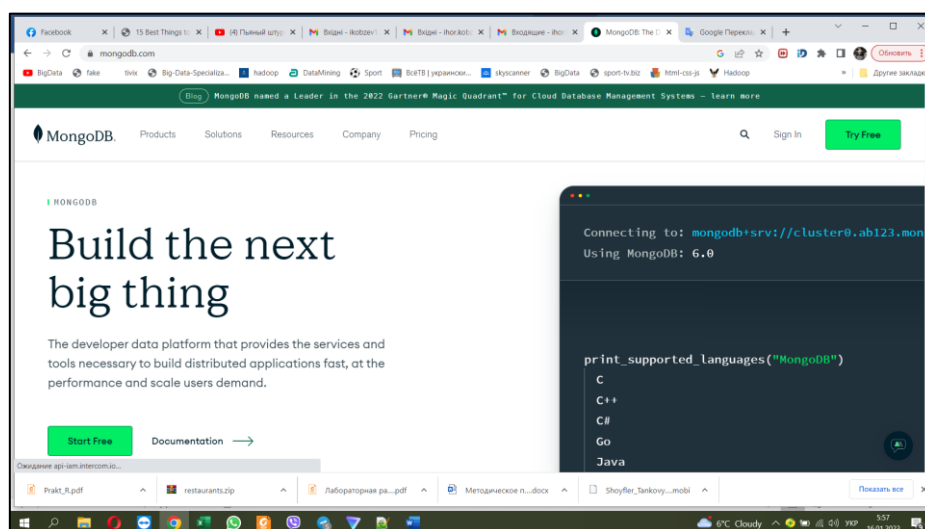 Facebook
15 Best Things to
(4) Пьяный штур
Вхідні - ikobzev1
Вхідні - ihor.kob
Входящие - ihor
MongoDB: The D
Google Перекла
mongodb.com
Обновить
BigData
fake
tivix
Big-Data-Specializa...
hadoop
DataMining
Sport
ВсеТВ | украински...
skyscanner
BigData
sport-tv.biz
html-css-js
Hadoop
»
Другие заклад
Blog MongoDB named a Leader in the 2022 Gartner® Magic Quadrant™ for Cloud Database Management Systems – learn more
MongoDB.
Products
Solutions
Resources
Company
Pricing
Sign In
Try Free
MONGODB
Build the next
big thing
The developer data platform that provides the services and
tools necessary to build distributed applications fast, at the
performance and scale users demand.
Start Free
Documentation
Connecting to: mongodb+srv://cluster0.ab123.mon
Using MongoDB: 6.0
print_supported_languages("MongoDB")
C
C++
C#
Go
Java
Ожидание api-iam.intercom.io...
Prakt_R.pdf
restaurants.zip
Лабораторная ра....pdf
Методическое п....docx
Shoyfler_Tankovy....mobi
Показать все
6°C Cloudy
УКР
5:57
16.01.2023